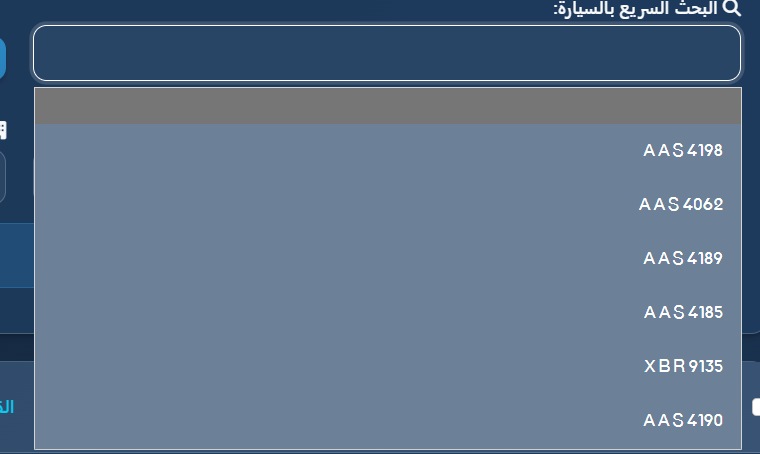 البحث السريع بالسيارة:
A A S 4198
A A S 4062
A A S 4189
A A S 4185
X B R 9135
A A S 4190